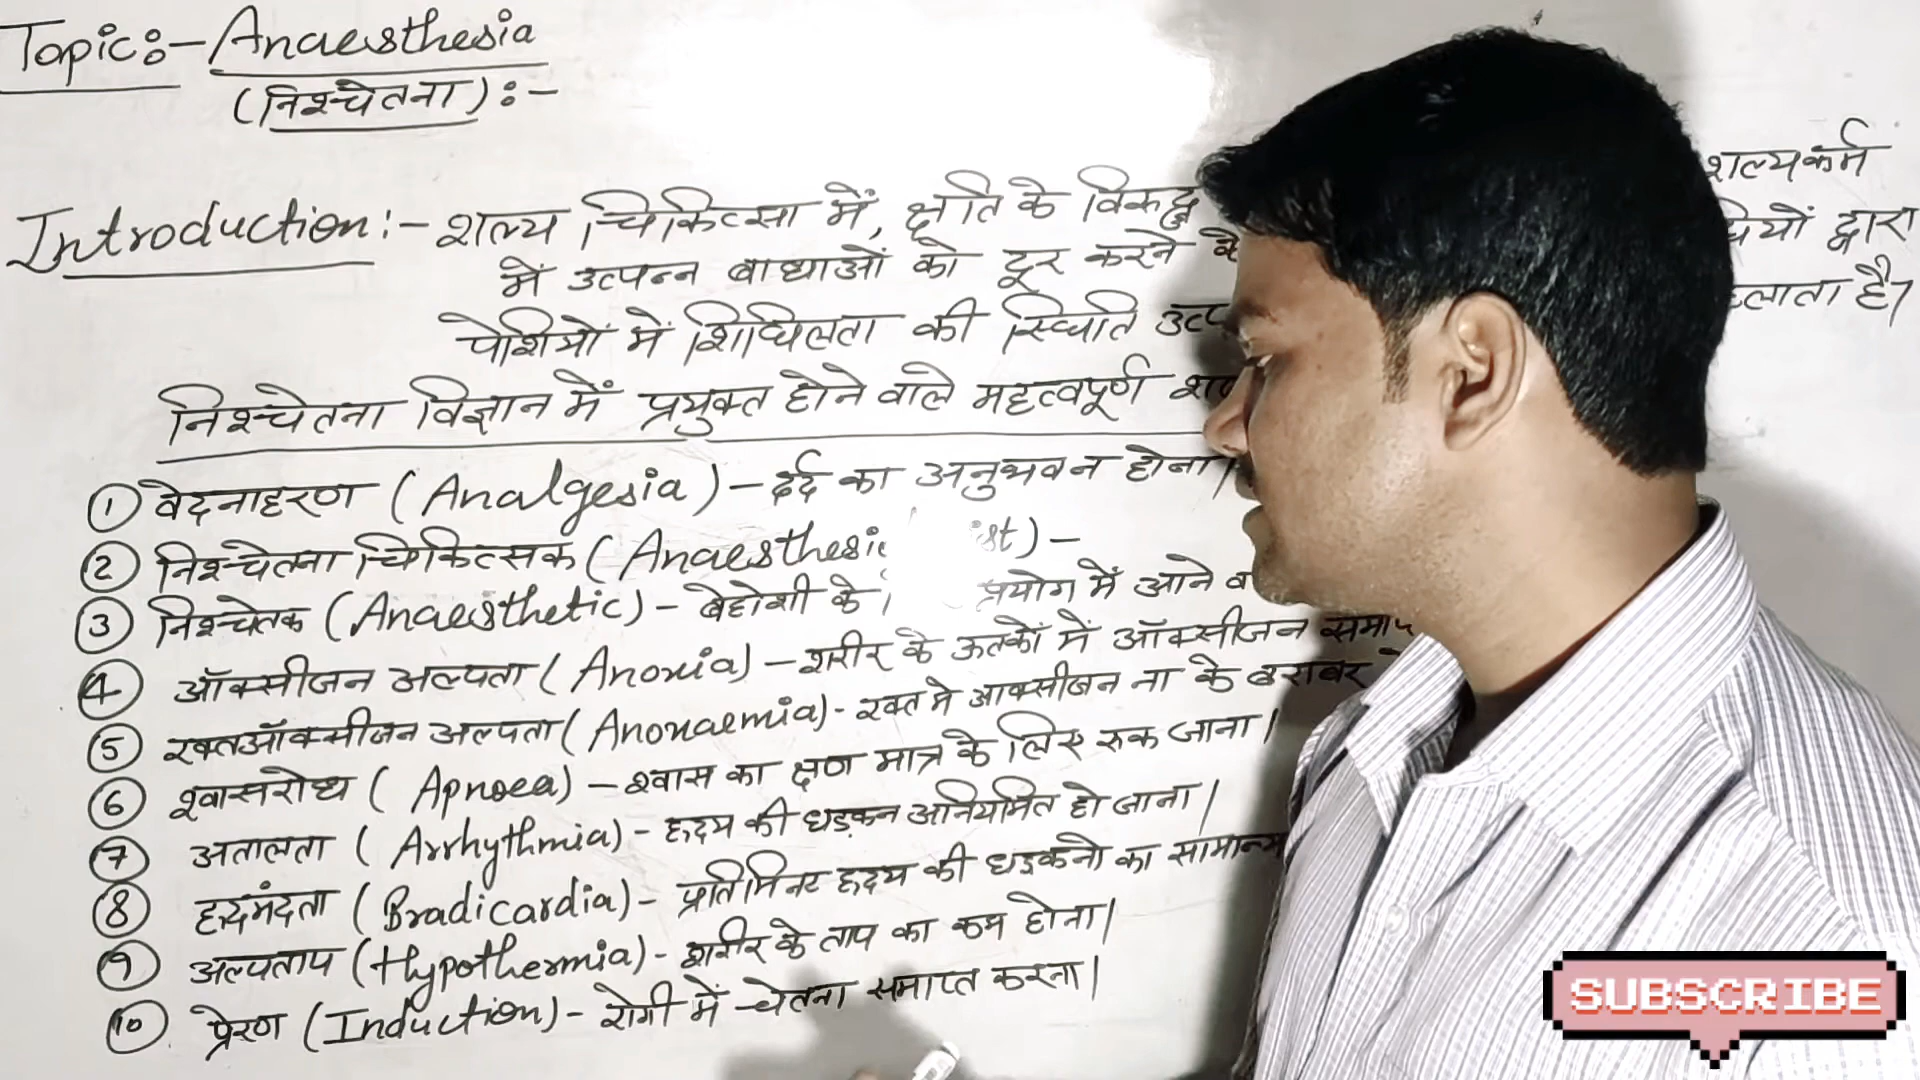 Topic:- Anaesthesia
(निश्चेतना):-
Introduction:- शल्य चिकित्सा में, क्षति के विरूद्ध शल्यकर्म
में उत्पन्न बाधाओं को दूर करने द्वारा
पेशियों में शिथिलता की स्थिति है।
निश्चेतना विज्ञान में प्रयुक्त होने वाले महत्वपूर्ण
① वेदनाहरण (Analgesia) - दर्द का अनुभव न होना।
② निश्चेतना चिकित्सक (
③ निश्चेतक (Anaesthetic) - बेहोशी के प्रयोग में आने
④ ऑक्सीजन अल्पता (Anoxia) - शरीर के ऊतकों में ऑक्सीजन
⑤ रक्तऑक्सीजन अल्पता (Anoxaemia) - रक्त मे आक्सीजन ना के बराबर
⑥ श्वासरोध (Apnoea) - श्वास का क्षण मात्र के लिए रुक जाना।
⑦ अतालता (Arrhythmia) - हृदय की धड़कन अनियमित हो जाना।
⑧ हृदमंदता (Bradicardia) - प्रतिमिनट हृदय की धड़कनो का सामान्य
⑨ अल्पताप (Hypothermia) - शरीर के ताप का कम होना।
⑩ प्रेरण (Induction) - रोगी में चेतना समाप्त करना।
SUBSCRIBE